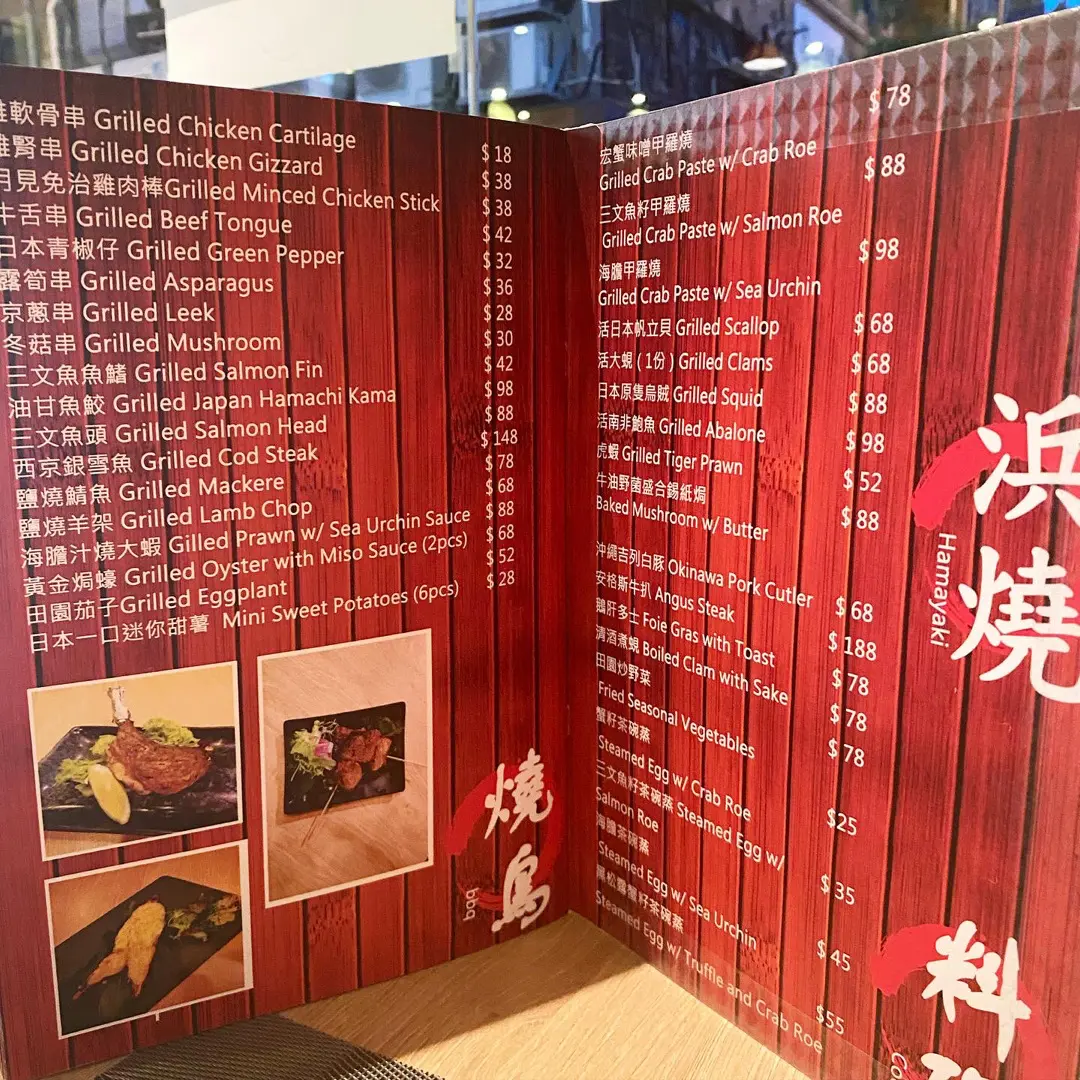 雞軟骨串 Grilled Chicken Cartilage
雞腎串 Grilled Chicken Gizzard $18
月見免治雞肉棒Grilled Minced Chicken Stick $38
牛舌串 Grilled Beef Tongue $38
日本青椒仔 Grilled Green Pepper $42
露筍串 Grilled Asparagus $32
京蔥串 Grilled Leek $36
冬菇串 Grilled Mushroom $28
三文魚魚鰭 Grilled Salmon Fin $30
油甘魚鮫 Grilled Japan Hamachi Kama $42
三文魚頭 Grilled Salmon Head $98
西京銀雪魚 Grilled Cod Steak $88
鹽燒鯖魚 Grilled Mackere $148
鹽燒羊架 Grilled Lamb Chop $78
海膽汁燒大蝦 Gilled Prawn w/ Sea Urchin Sauce $68
黃金焗蠔 Grilled Oyster with Miso Sauce (2pcs) $88
田園茄子Grilled Eggplant $68
日本一口迷你甜薯 Mini Sweet Potatoes (6pcs) $52
$28
燒鳥
bbq
$78
宏蟹味噌甲羅燒
Grilled Crab Paste w/ Crab Roe
$88
三文魚籽甲羅燒
Grilled Crab Paste w/ Salmon Roe
$98
海膽甲羅燒
Grilled Crab Paste w/ Sea Urchin
活日本帆立貝 Grilled Scallop $68
活大蜆（1份）Grilled Clams $68
日本原隻烏賊 Grilled Squid $88
活南非鮑魚 Grilled Abalone $98
虎蝦 Grilled Tiger Prawn $52
牛油野菌盛合錫紙焗 $88
Baked Mushroom w/ Butter
浜燒
Hamayaki
沖繩吉列白豚 Okinawa Pork Cutler $68
安格斯牛扒 Angus Steak $188
鵝肝多士 Foie Gras with Toast $78
清酒煮蜆 Boiled Clam with Sake $78
田園炒野菜 $78
Fried Seasonal Vegetables
蟹籽茶碗蒸
Steamed Egg w/ Crab Roe $25
三文魚籽茶碗蒸 Steamed Egg w/
Salmon Roe $35
海膽茶碗蒸
Steamed Egg w/ Sea Urchin $45
黑松露蟹籽茶碗蒸
Steamed Egg w/ Truffle and Crab Roe $55
料
Co